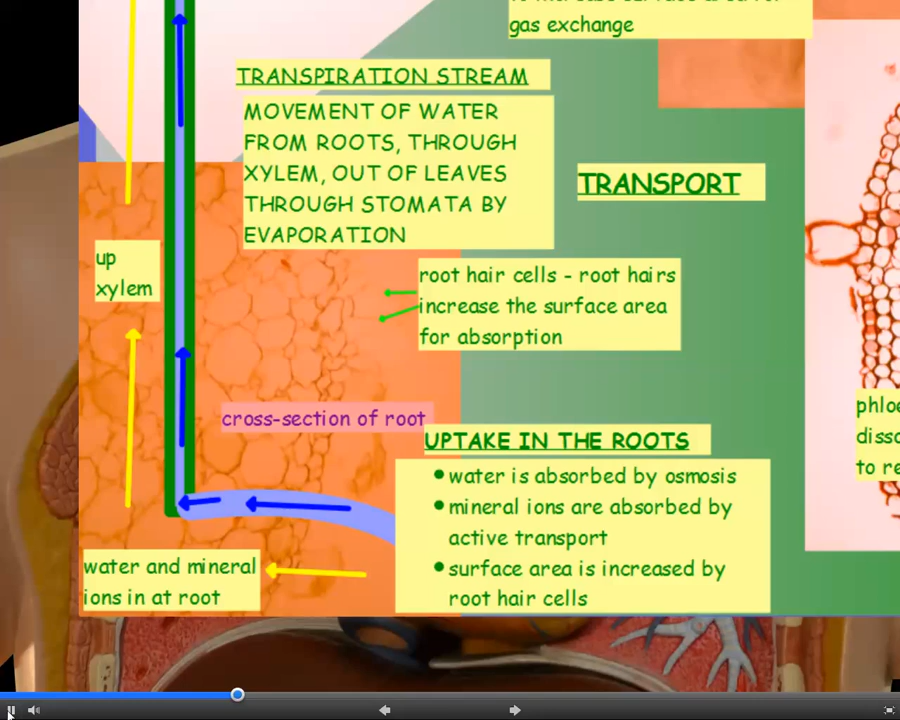 gas exchange
TRANSPIRATION STREAM
MOVEMENT OF WATER
FROM ROOTS, THROUGH
XYLEM, OUT OF LEAVES
THROUGH STOMATA BY
EVAPORATION
TRANSPORT
up
xylem
root hair cells - root hairs
increase the surface area
for absorption
cross-section of root
UPTAKE IN THE ROOTS
water is absorbed by osmosis
mineral ions are absorbed by
active transport
surface area is increased by
root hair cells
water and mineral
ions in at root
to re